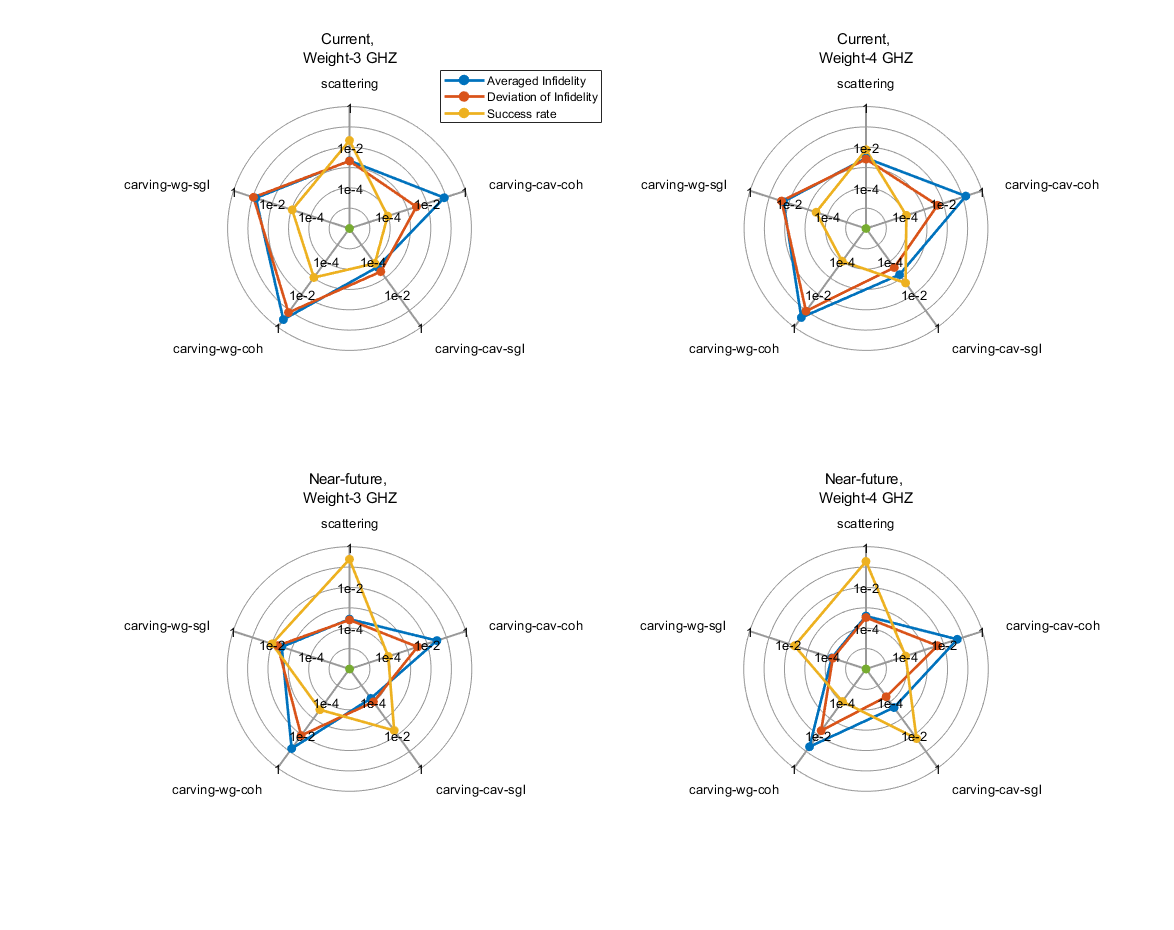 Current,
Weight-3 GHZ
scattering
Averaged Infidelity
Deviation of Infidelity
Success rate
1
1e-2
1e-4
carving-wg-sgl
1
1e-2
1e-4
carving-cav-coh
1
1e-2
1e-4
1e-4
1e-2
1
carving-wg-coh
1e-4
1e-2
1
carving-cav-sgl
Current,
Weight-4 GHZ
scattering
1
1e-2
1e-4
carving-wg-sgl
1
1e-2
1e-4
carving-cav-coh
1
1e-2
1e-4
1e-4
1e-2
1
carving-wg-coh
1e-4
1e-2
1
carving-cav-sgl
Near-future,
Weight-3 GHZ
scattering
1
1e-2
1e-4
carving-wg-sgl
1
1e-2
1e-4
carving-cav-coh
1
1e-2
1e-4
1e-4
1e-2
1
carving-wg-coh
1e-4
1e-2
1
carving-cav-sgl
Near-future,
Weight-4 GHZ
scattering
1
1e-2
1e-4
carving-wg-sgl
1
1e-2
1e-4
carving-cav-coh
1
1e-2
1e-4
1e-4
1e-2
1
carving-wg-coh
1e-4
1e-2
1
carving-cav-sgl